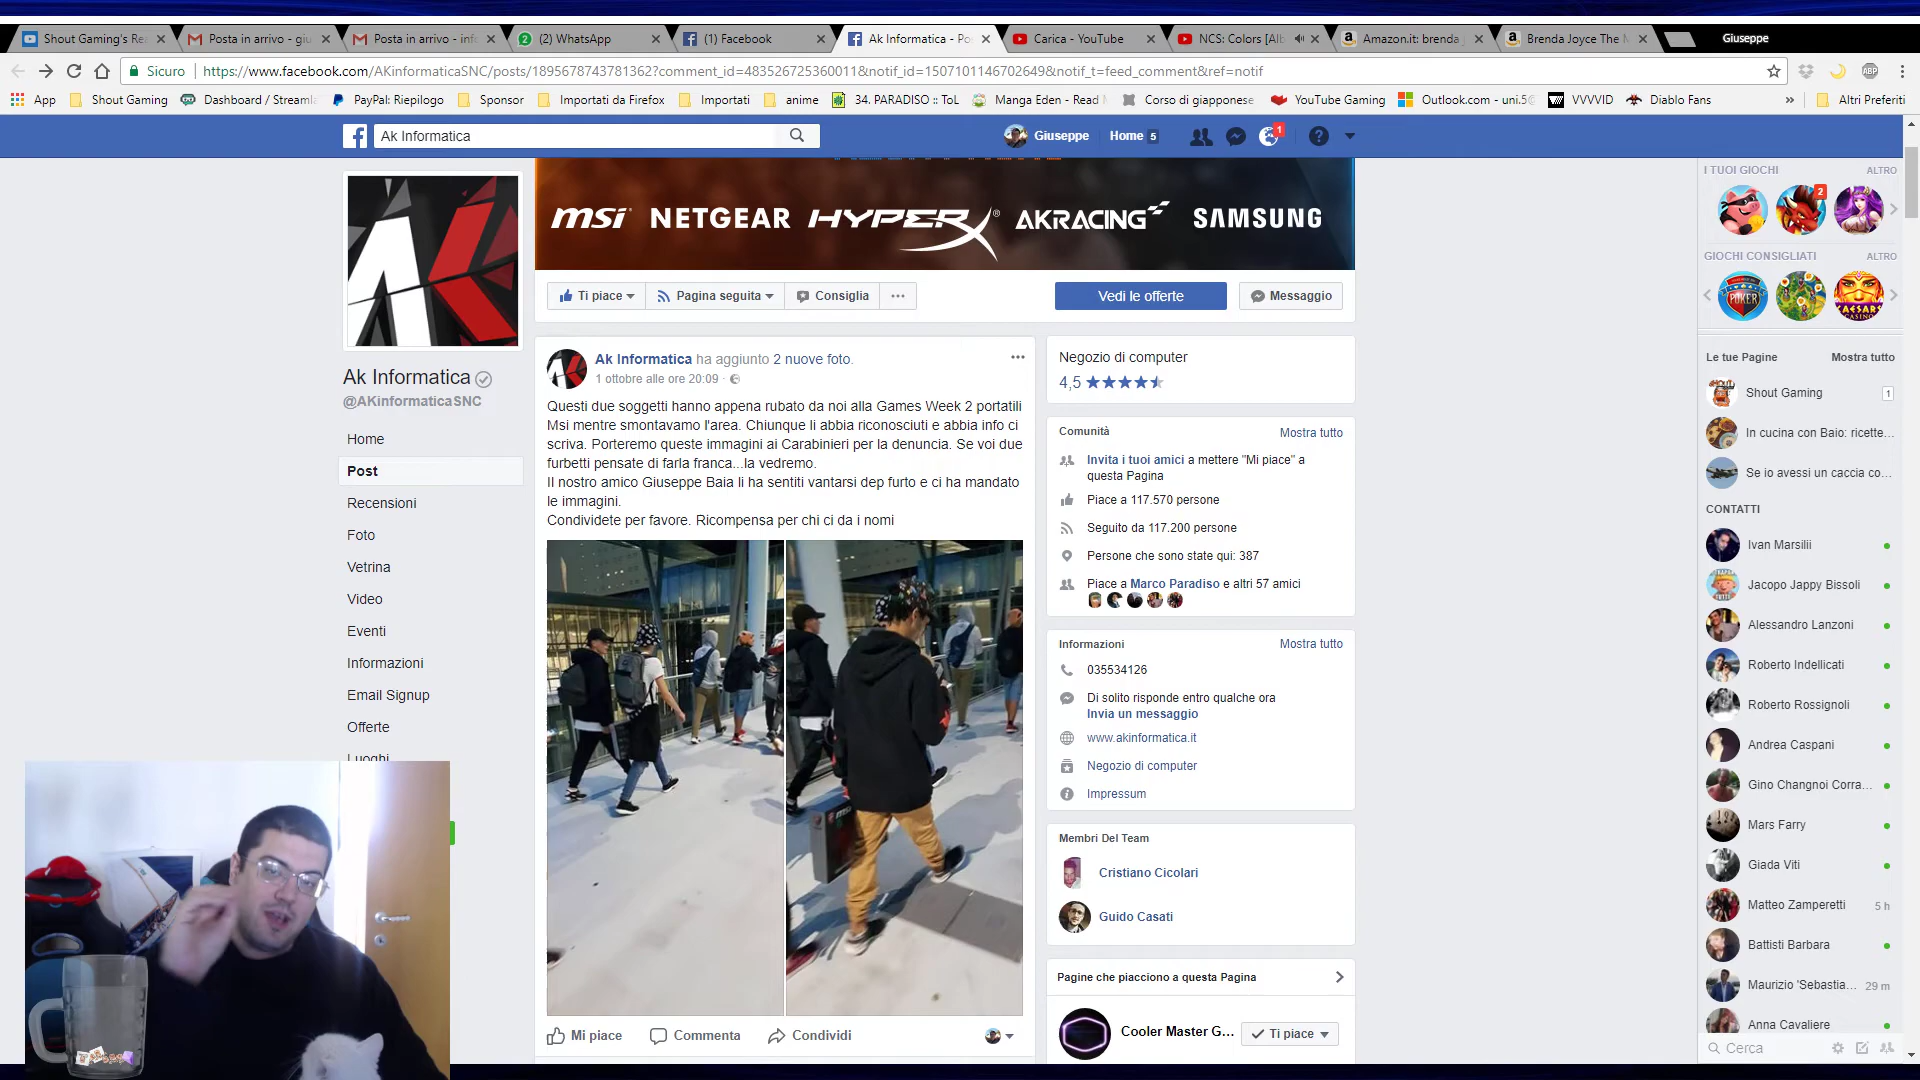 Shout Gaming's Re
Posta in arrivo - giu
Posta in arrivo - inf
(2) WhatsApp
(1) Facebook
Ak Informatica - Po
Carica - YouTube
NCS: Colors [Alb
Amazon.it: brenda j
Brenda Joyce The M
Giuseppe
Sicuro
https://www.facebook.com/AKinformaticaSNC/posts/1895678743781362?comment_id=483526725360011&notif_id=1507101146702649&notif_t=feed_comment&ref=notif
ABP
App
Shout Gaming
Dashboard / Streamla
PayPal: Riepilogo
Sponsor
Importati da Firefox
Importati
anime
34. PARADISO :: ToL
Manga Eden - Read M
Corso di giapponese
YouTube Gaming
Outlook.com - uni.5@
VVVVID
Diablo Fans
Altri Preferiti
Ak Informatica
Giuseppe
Home 5
1
msi NETGEAR HYPERX AKRACING SAMSUNG
Ti piace
Pagina seguita
Consiglia
Vedi le offerte
Messaggio
Ak Informatica
@AKinformaticaSNC
Home
Post
Recensioni
Foto
Vetrina
Video
Eventi
Informazioni
Email Signup
Offerte
Luoghi
Ak Informatica ha aggiunto 2 nuove foto.
1 ottobre alle ore 20:09
Questi due soggetti hanno appena rubato da noi alla Games Week 2 portatili
Msi mentre smontavamo l'area. Chiunque li abbia riconosciuti e abbia info ci
scriva. Porteremo queste immagini ai Carabinieri per la denuncia. Se voi due
furbetti pensate di farla franca...la vedremo.
Il nostro amico Giuseppe Baia li ha sentiti vantarsi dep furto e ci ha mandato
le immagini.
Condividete per favore. Ricompensa per chi ci da i nomi
Mi piace
Commenta
Condividi
Negozio di computer
4,5
Comunità
Mostra tutto
Invita i tuoi amici a mettere "Mi piace" a
questa Pagina
Piace a 117.570 persone
Seguito da 117.200 persone
Persone che sono state qui: 387
Piace a Marco Paradiso e altri 57 amici
Informazioni
Mostra tutto
035534126
Di solito risponde entro qualche ora
Invia un messaggio
www.akinformatica.it
Negozio di computer
Impressum
Membri Del Team
Cristiano Cicolari
Guido Casati
Pagine che piacciono a questa Pagina
Cooler Master G...
Ti piace
I TUOI GIOCHI
ALTRO
2
GIOCHI CONSIGLIATI
ALTRO
POKER
CAESARS
CASINO
Le tue Pagine
Mostra tutto
Shout Gaming
1
In cucina con Baio: ricette...
Se io avessi un caccia co...
CONTATTI
Ivan Marsilii
Jacopo Jappy Bissoli
Alessandro Lanzoni
Roberto Indellicati
Roberto Rossignoli
Andrea Caspani
Gino Changnoi Corra...
Mars Farry
Giada Viti
Matteo Zamperetti
5 h
Battisti Barbara
Maurizio 'Sebastia...
29 m
Anna Cavaliere
Cerca